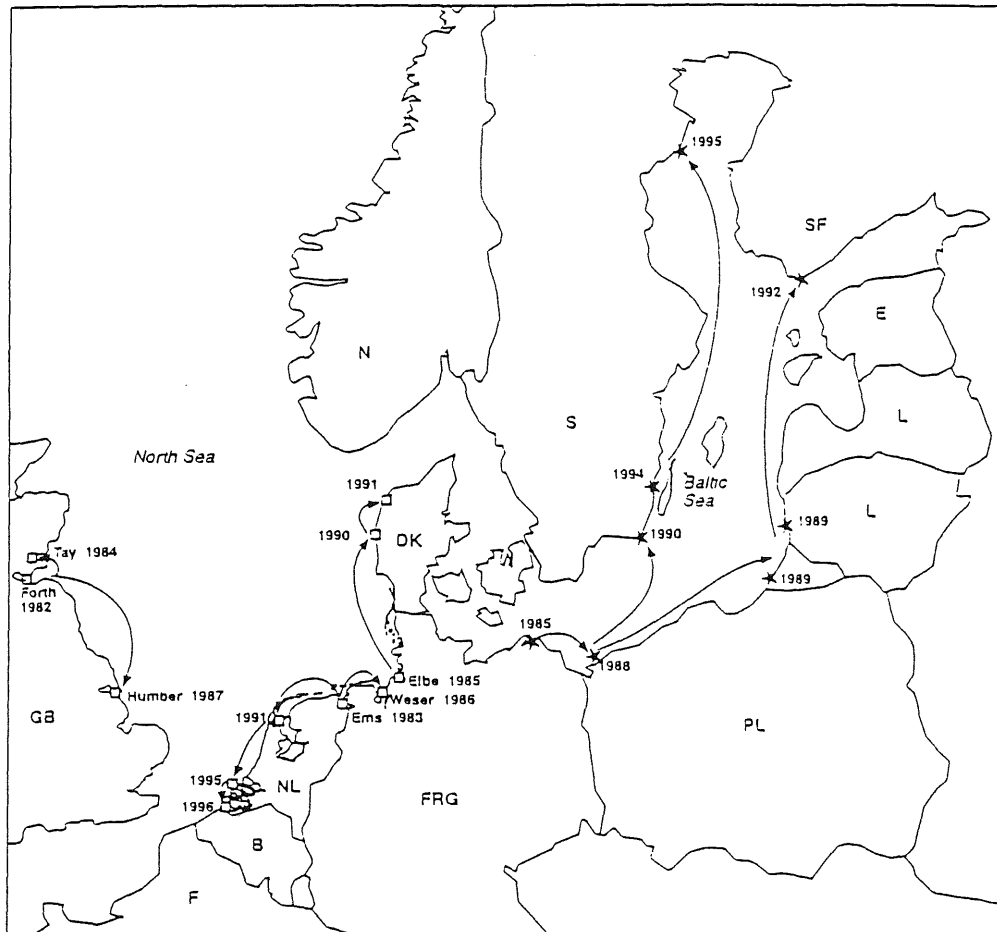 1995
SF
1992
E
N
S
L
North Sea
1991
1994
Baltic
Sea
1990
DK
1990
1989
L
Tay 1984
Forth
1982
1989
1985
1988
Elbe 1985
Humber 1987
Weser 1986
Ems 1983
1991
GB
PL
1995
NL
1996
FRG
B
F